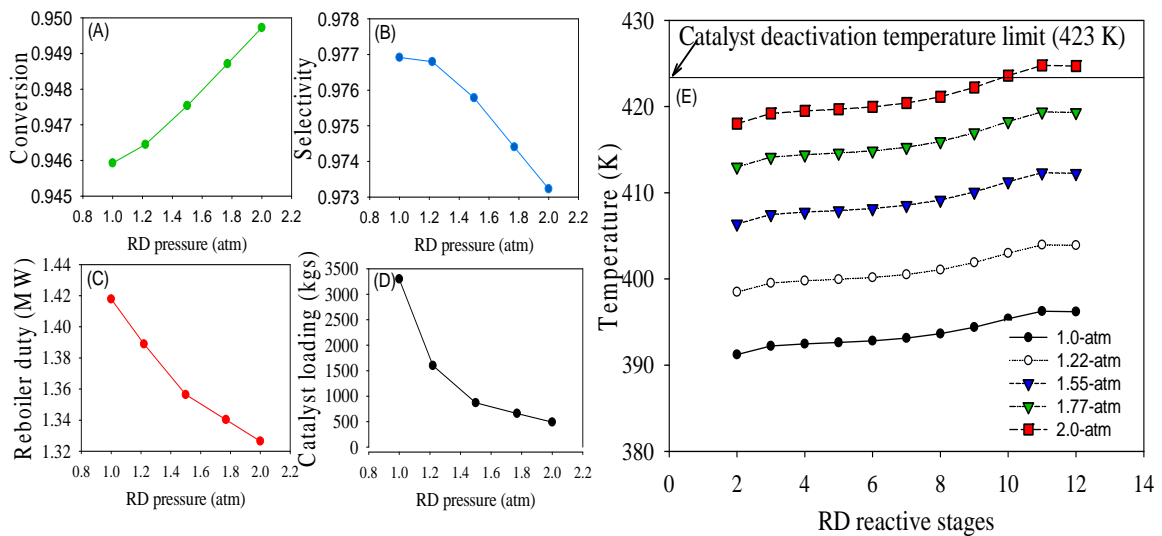 (A)
Conversion
0.950
0.949
0.948
0.947
0.946
0.945
0.8 1.0 1.2 1.4 1.6 1.8 2.0 2.2
RD pressure (atm)
(B)
Selectivity
0.978
0.977
0.976
0.975
0.974
0.973
0.8 1.0 1.2 1.4 1.6 1.8 2.0 2.2
RD pressure (atm)
(C)
Reboiler duty (MW)
1.44
1.42
1.40
1.38
1.36
1.34
1.32
0.8 1.0 1.2 1.4 1.6 1.8 2.0 2.2
RD pressure (atm)
(D)
Catalyst loading (kgs)
3500
3000
2500
2000
1500
1000
500
0
0.8 1.0 1.2 1.4 1.6 1.8 2.0 2.2
RD pressure (atm)
Catalyst deactivation temperature limit (423 K)
(E)
Temperature (K)
430
420
410
400
390
380
1.0-atm
1.22-atm
1.55-atm
1.77-atm
2.0-atm
0 2 4 6 8 10 12 14
RD reactive stages